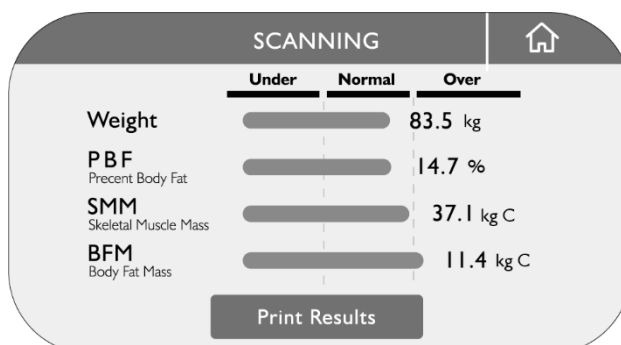 SCANNING
Under Normal Over
Weight 83.5 kg
PBF 14.7 %
Precent Body Fat
SMM 37.1 kg C
Skeletal Muscle Mass
BFM 11.4 kg C
Body Fat Mass
Print Results